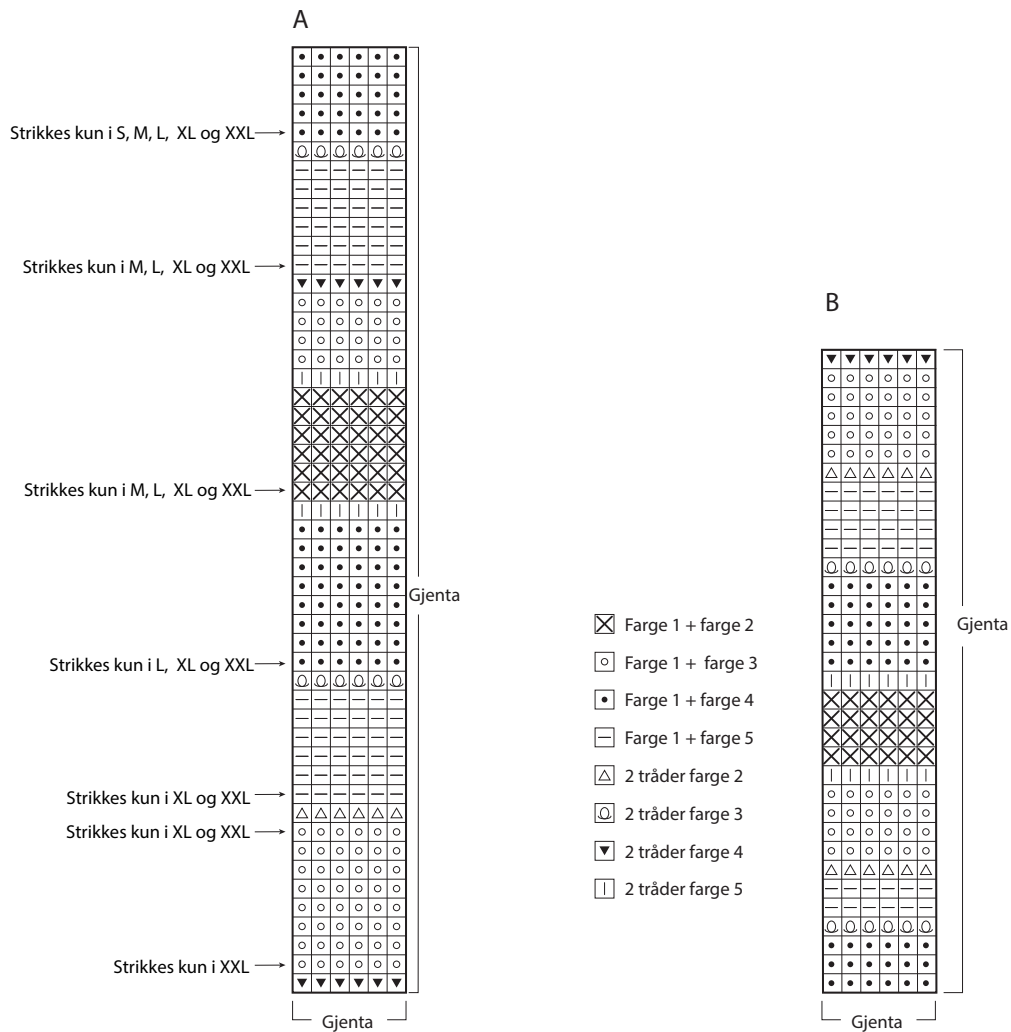 A
Strikkes kun i S, M, L, XL og XXL
Strikkes kun i M, L, XL og XXL
B
Strikkes kun i M, L, XL og XXL
Gjenta
Gjenta
Farge 1 + farge 2
Farge 1 + farge 3
Strikkes kun i L, XL og XXL
Farge 1 + farge 4
Farge 1 + farge 5
2 tråder farge 2
Strikkes kun i XL og XXL
2 tråder farge 3
Strikkes kun i XL og XXL
2 tråder farge 4
2 tråder farge 5
Strikkes kun i XXL
Gjenta
Gjenta